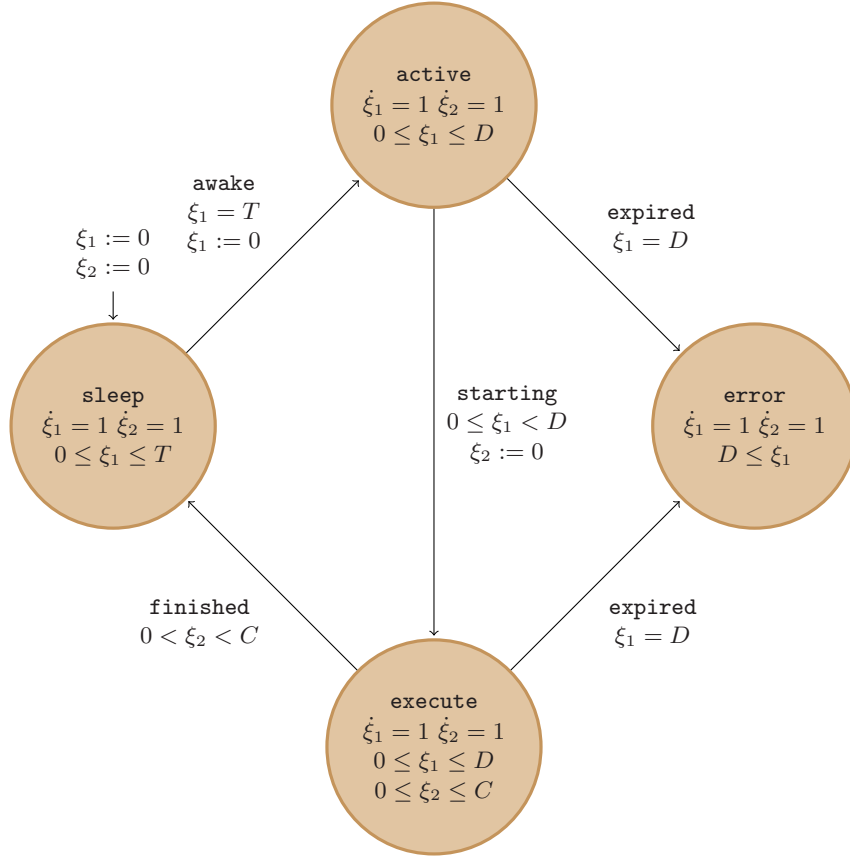 active
ξ̇₁ = 1 ξ̇₂ = 1
0 ≤ ξ₁ ≤ D
awake
ξ₁ = T
ξ₁ := 0
expired
ξ₁ = D
ξ₁ := 0
ξ₂ := 0
sleep
ξ̇₁ = 1 ξ̇₂ = 1
0 ≤ ξ₁ ≤ T
starting
0 ≤ ξ₁ < D
ξ₂ := 0
error
ξ̇₁ = 1 ξ̇₂ = 1
D ≤ ξ₁
finished
0 < ξ₂ < C
expired
ξ₁ = D
execute
ξ̇₁ = 1 ξ̇₂ = 1
0 ≤ ξ₁ ≤ D
0 ≤ ξ₂ ≤ C